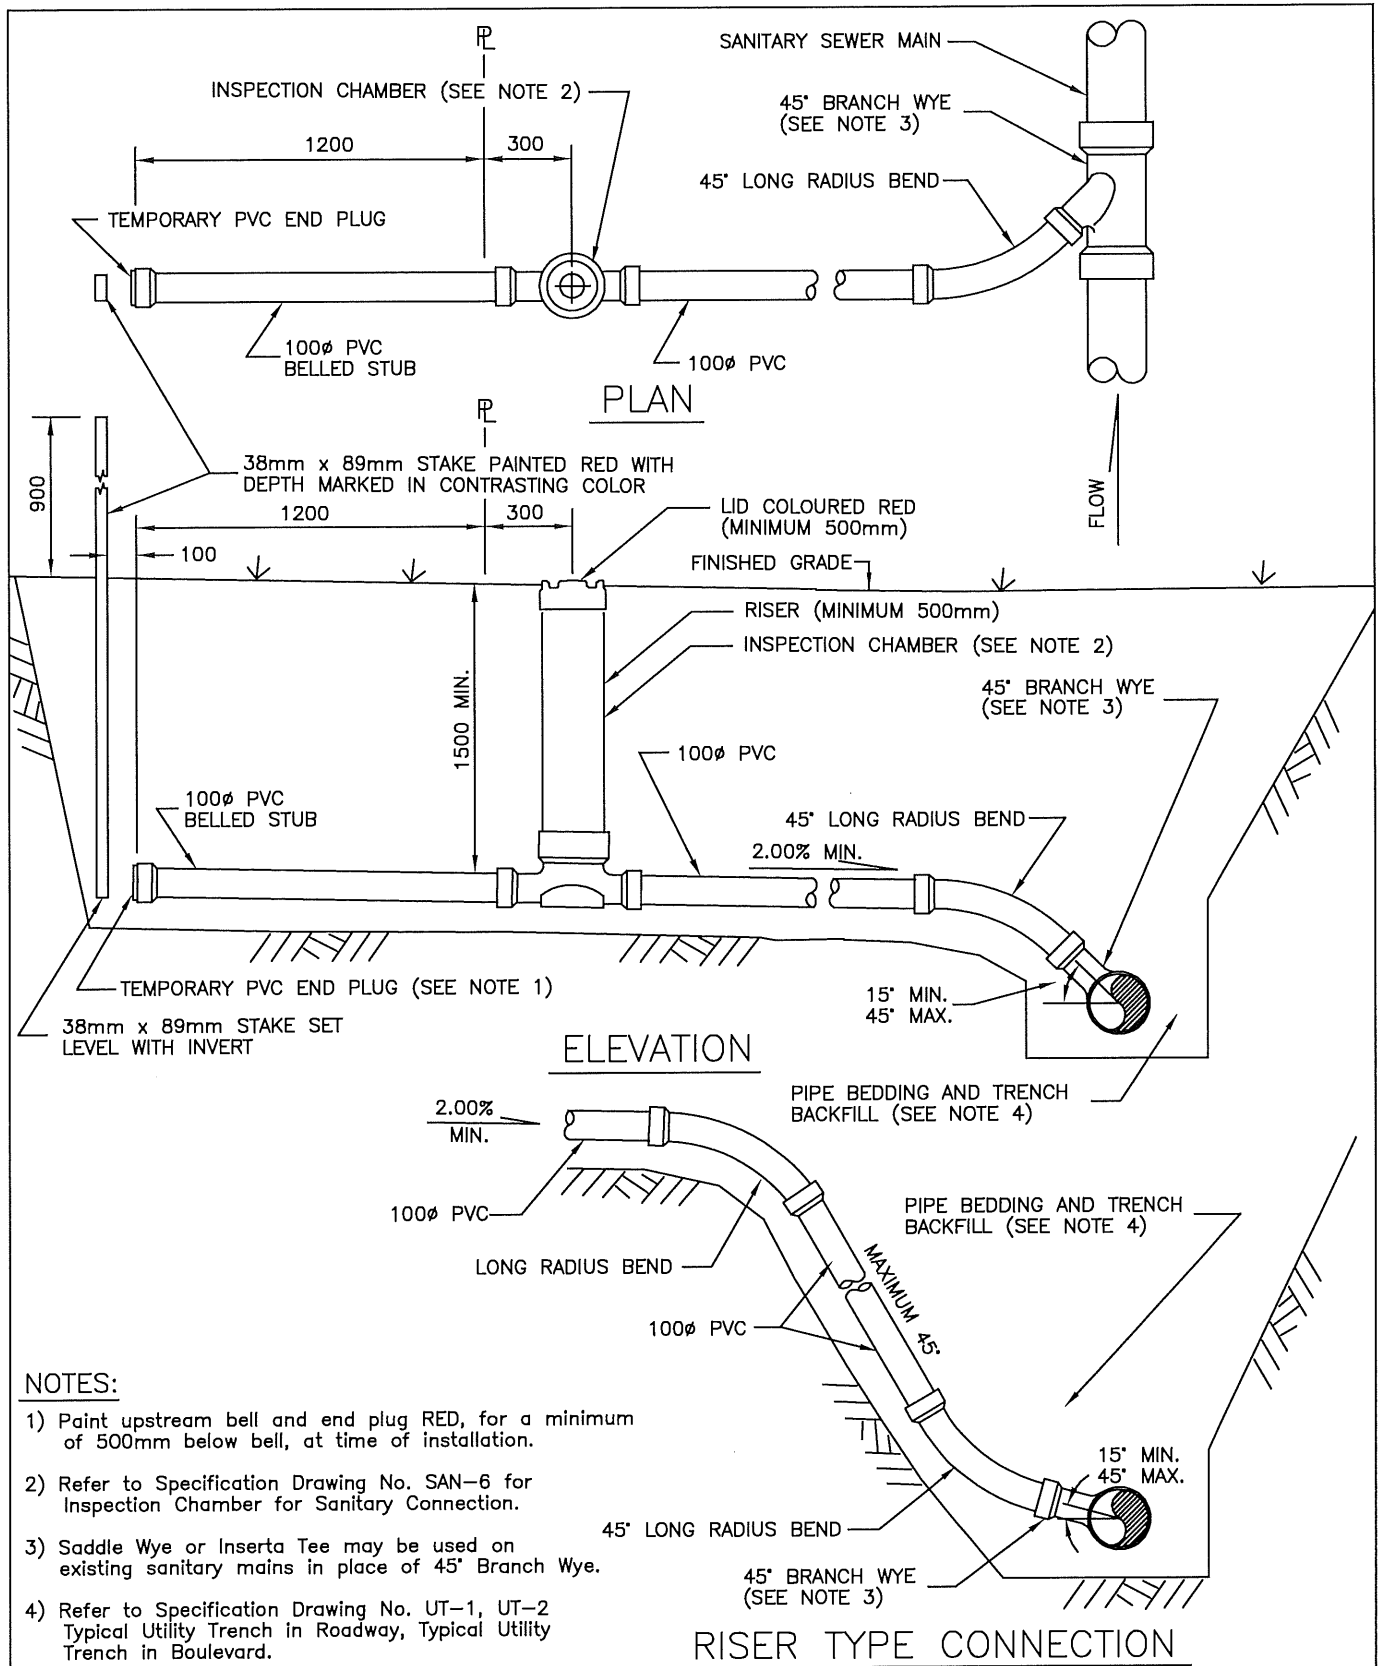 ℄
SANITARY SEWER MAIN
INSPECTION CHAMBER (SEE NOTE 2)
45° BRANCH WYE
(SEE NOTE 3)
1200
300
45° LONG RADIUS BEND
TEMPORARY PVC END PLUG
100ø PVC
BELLED STUB
100ø PVC
PLAN
PL
900
38mm x 89mm STAKE PAINTED RED WITH
DEPTH MARKED IN CONTRASTING COLOR
FLOW
1200
300
LID COLOURED RED
(MINIMUM 500mm)
100
FINISHED GRADE
RISER (MINIMUM 500mm)
INSPECTION CHAMBER (SEE NOTE 2)
45° BRANCH WYE
(SEE NOTE 3)
1500 MIN.
100ø PVC
100ø PVC
BELLED STUB
45° LONG RADIUS BEND
2.00% MIN.
TEMPORARY PVC END PLUG (SEE NOTE 1)
15° MIN.
45° MAX.
38mm x 89mm STAKE SET
LEVEL WITH INVERT
ELEVATION
PIPE BEDDING AND TRENCH
BACKFILL (SEE NOTE 4)
2.00%
MIN.
100ø PVC
PIPE BEDDING AND TRENCH
BACKFILL (SEE NOTE 4)
LONG RADIUS BEND
MAXIMUM 45°
100ø PVC
15° MIN.
45° MAX.
45° LONG RADIUS BEND
45° BRANCH WYE
(SEE NOTE 3)
RISER TYPE CONNECTION
NOTES:
1) Paint upstream bell and end plug RED, for a minimum
of 500mm below bell, at time of installation.
2) Refer to Specification Drawing No. SAN-6 for
Inspection Chamber for Sanitary Connection.
3) Saddle Wye or Inserta Tee may be used on
existing sanitary mains in place of 45° Branch Wye.
4) Refer to Specification Drawing No. UT-1, UT-2
Typical Utility Trench in Roadway, Typical Utility
Trench in Boulevard.